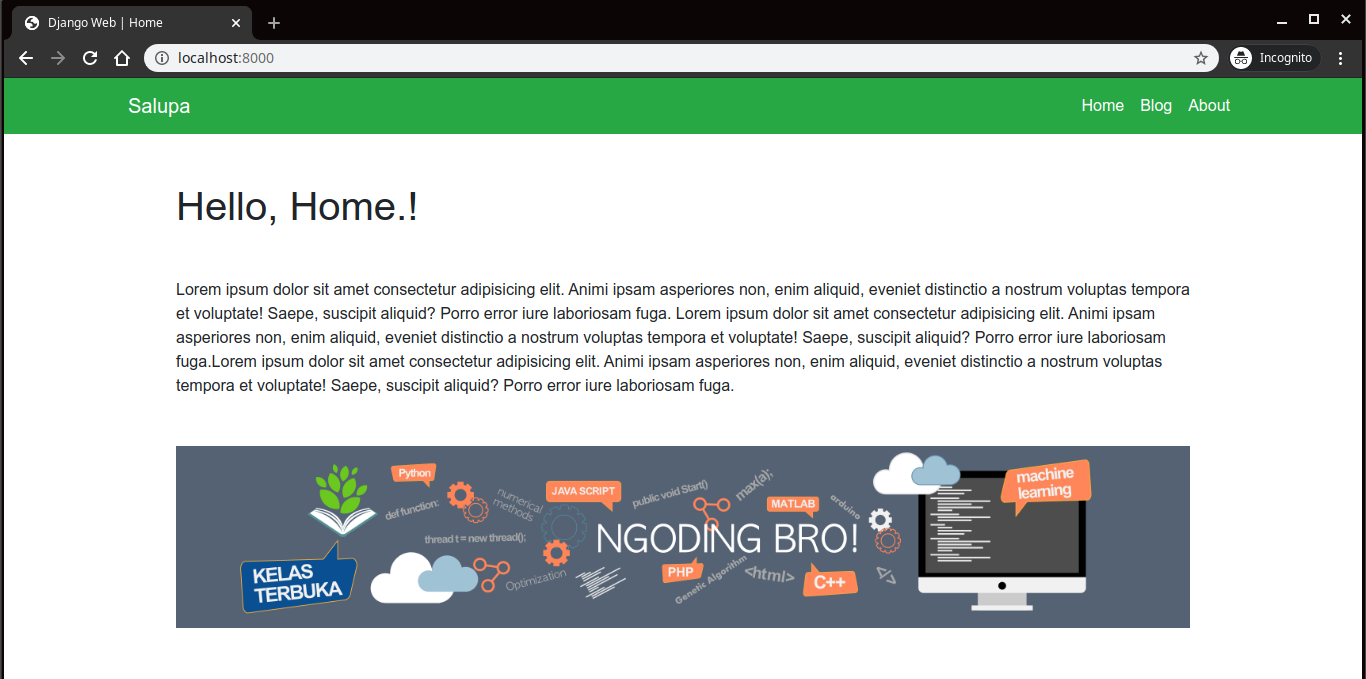 Django Web | Home
localhost:8000
Incognito
Salupa
Home Blog About
Hello, Home.!
Lorem ipsum dolor sit amet consectetur adipisicing elit. Animi ipsam asperiores non, enim aliquid, eveniet distinctio a nostrum voluptas tempora
et voluptate! Saepe, suscipit aliquid? Porro error iure laboriosam fuga. Lorem ipsum dolor sit amet consectetur adipisicing elit. Animi ipsam
asperiores non, enim aliquid, eveniet distinctio a nostrum voluptas tempora et voluptate! Saepe, suscipit aliquid? Porro error iure laboriosam
fuga.Lorem ipsum dolor sit amet consectetur adipisicing elit. Animi ipsam asperiores non, enim aliquid, eveniet distinctio a nostrum voluptas
tempora et voluptate! Saepe, suscipit aliquid? Porro error iure laboriosam fuga.
Python
def function:
numerical
methods
JAVA SCRIPT
public void Start()
max(a);
MATLAB
arduino
machine
learning
thread t = new thread();
NGODING BRO!
KELAS
TERBUKA
Optimization
PHP
Genetic Algorithm
<html>
C++
</>